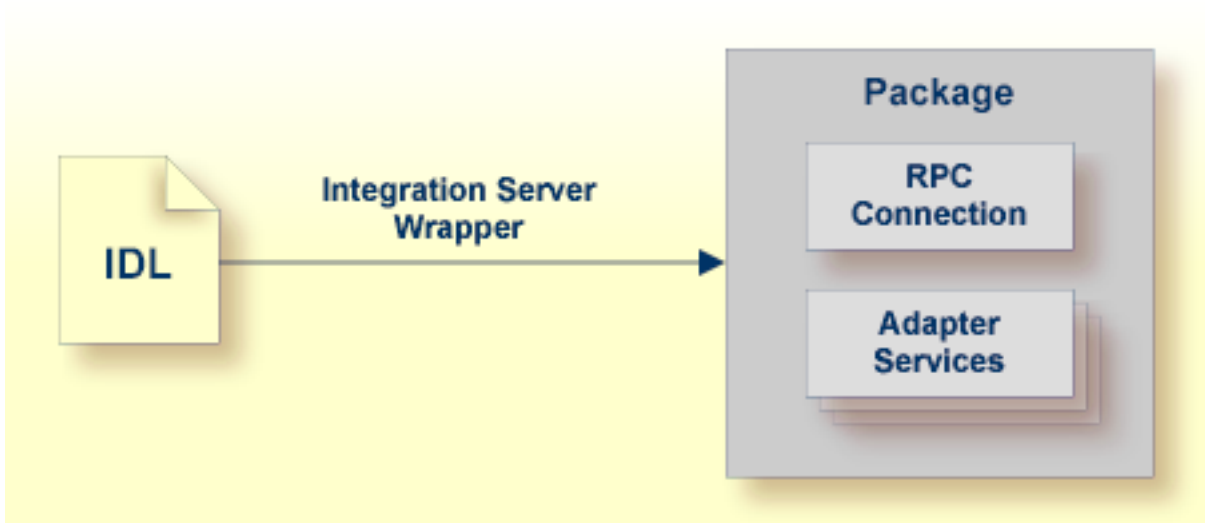 IDL
Integration Server
Wrapper
Package
RPC
Connection
Adapter
Services